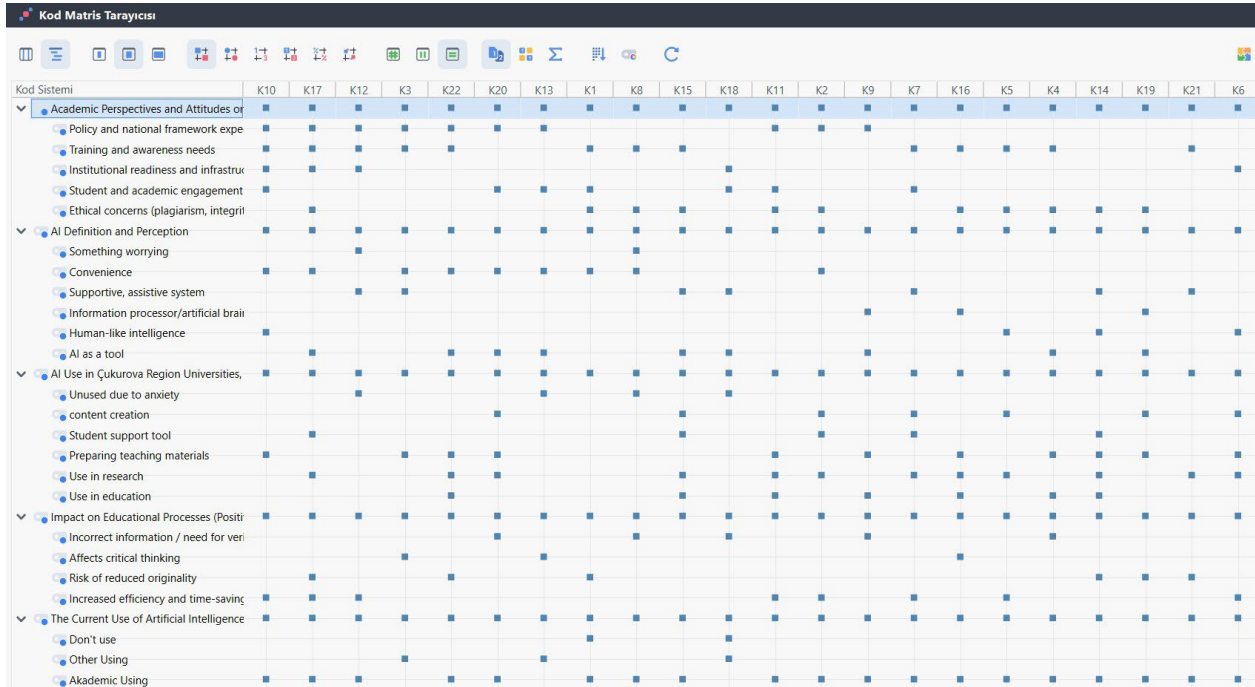 Kod Matris Tarayıcısı
Kod Sistemi K10 K17 K12 K3 K22 K20 K13 K1 K8 K15 K18 K11 K2 K9 K7 K16 K5 K4 K14 K19 K21 K6
Academic Perspectives and Attitudes or
Policy and national framework expe
Training and awareness needs
Institutional readiness and infrastruc
Student and academic engagement
Ethical concerns (plagiarism, integrit
AI Definition and Perception
Something worrying
Convenience
Supportive, assistive system
Information processor/artificial brain
Human-like intelligence
AI as a tool
AI Use in Çukurova Region Universities,
Unused due to anxiety
content creation
Student support tool
Preparing teaching materials
Use in research
Use in education
Impact on Educational Processes (Positi
Incorrect information / need for veri
Affects critical thinking
Risk of reduced originality
Increased efficiency and time-saving
The Current Use of Artificial Intelligence
Don't use
Other Using
Akademic Using